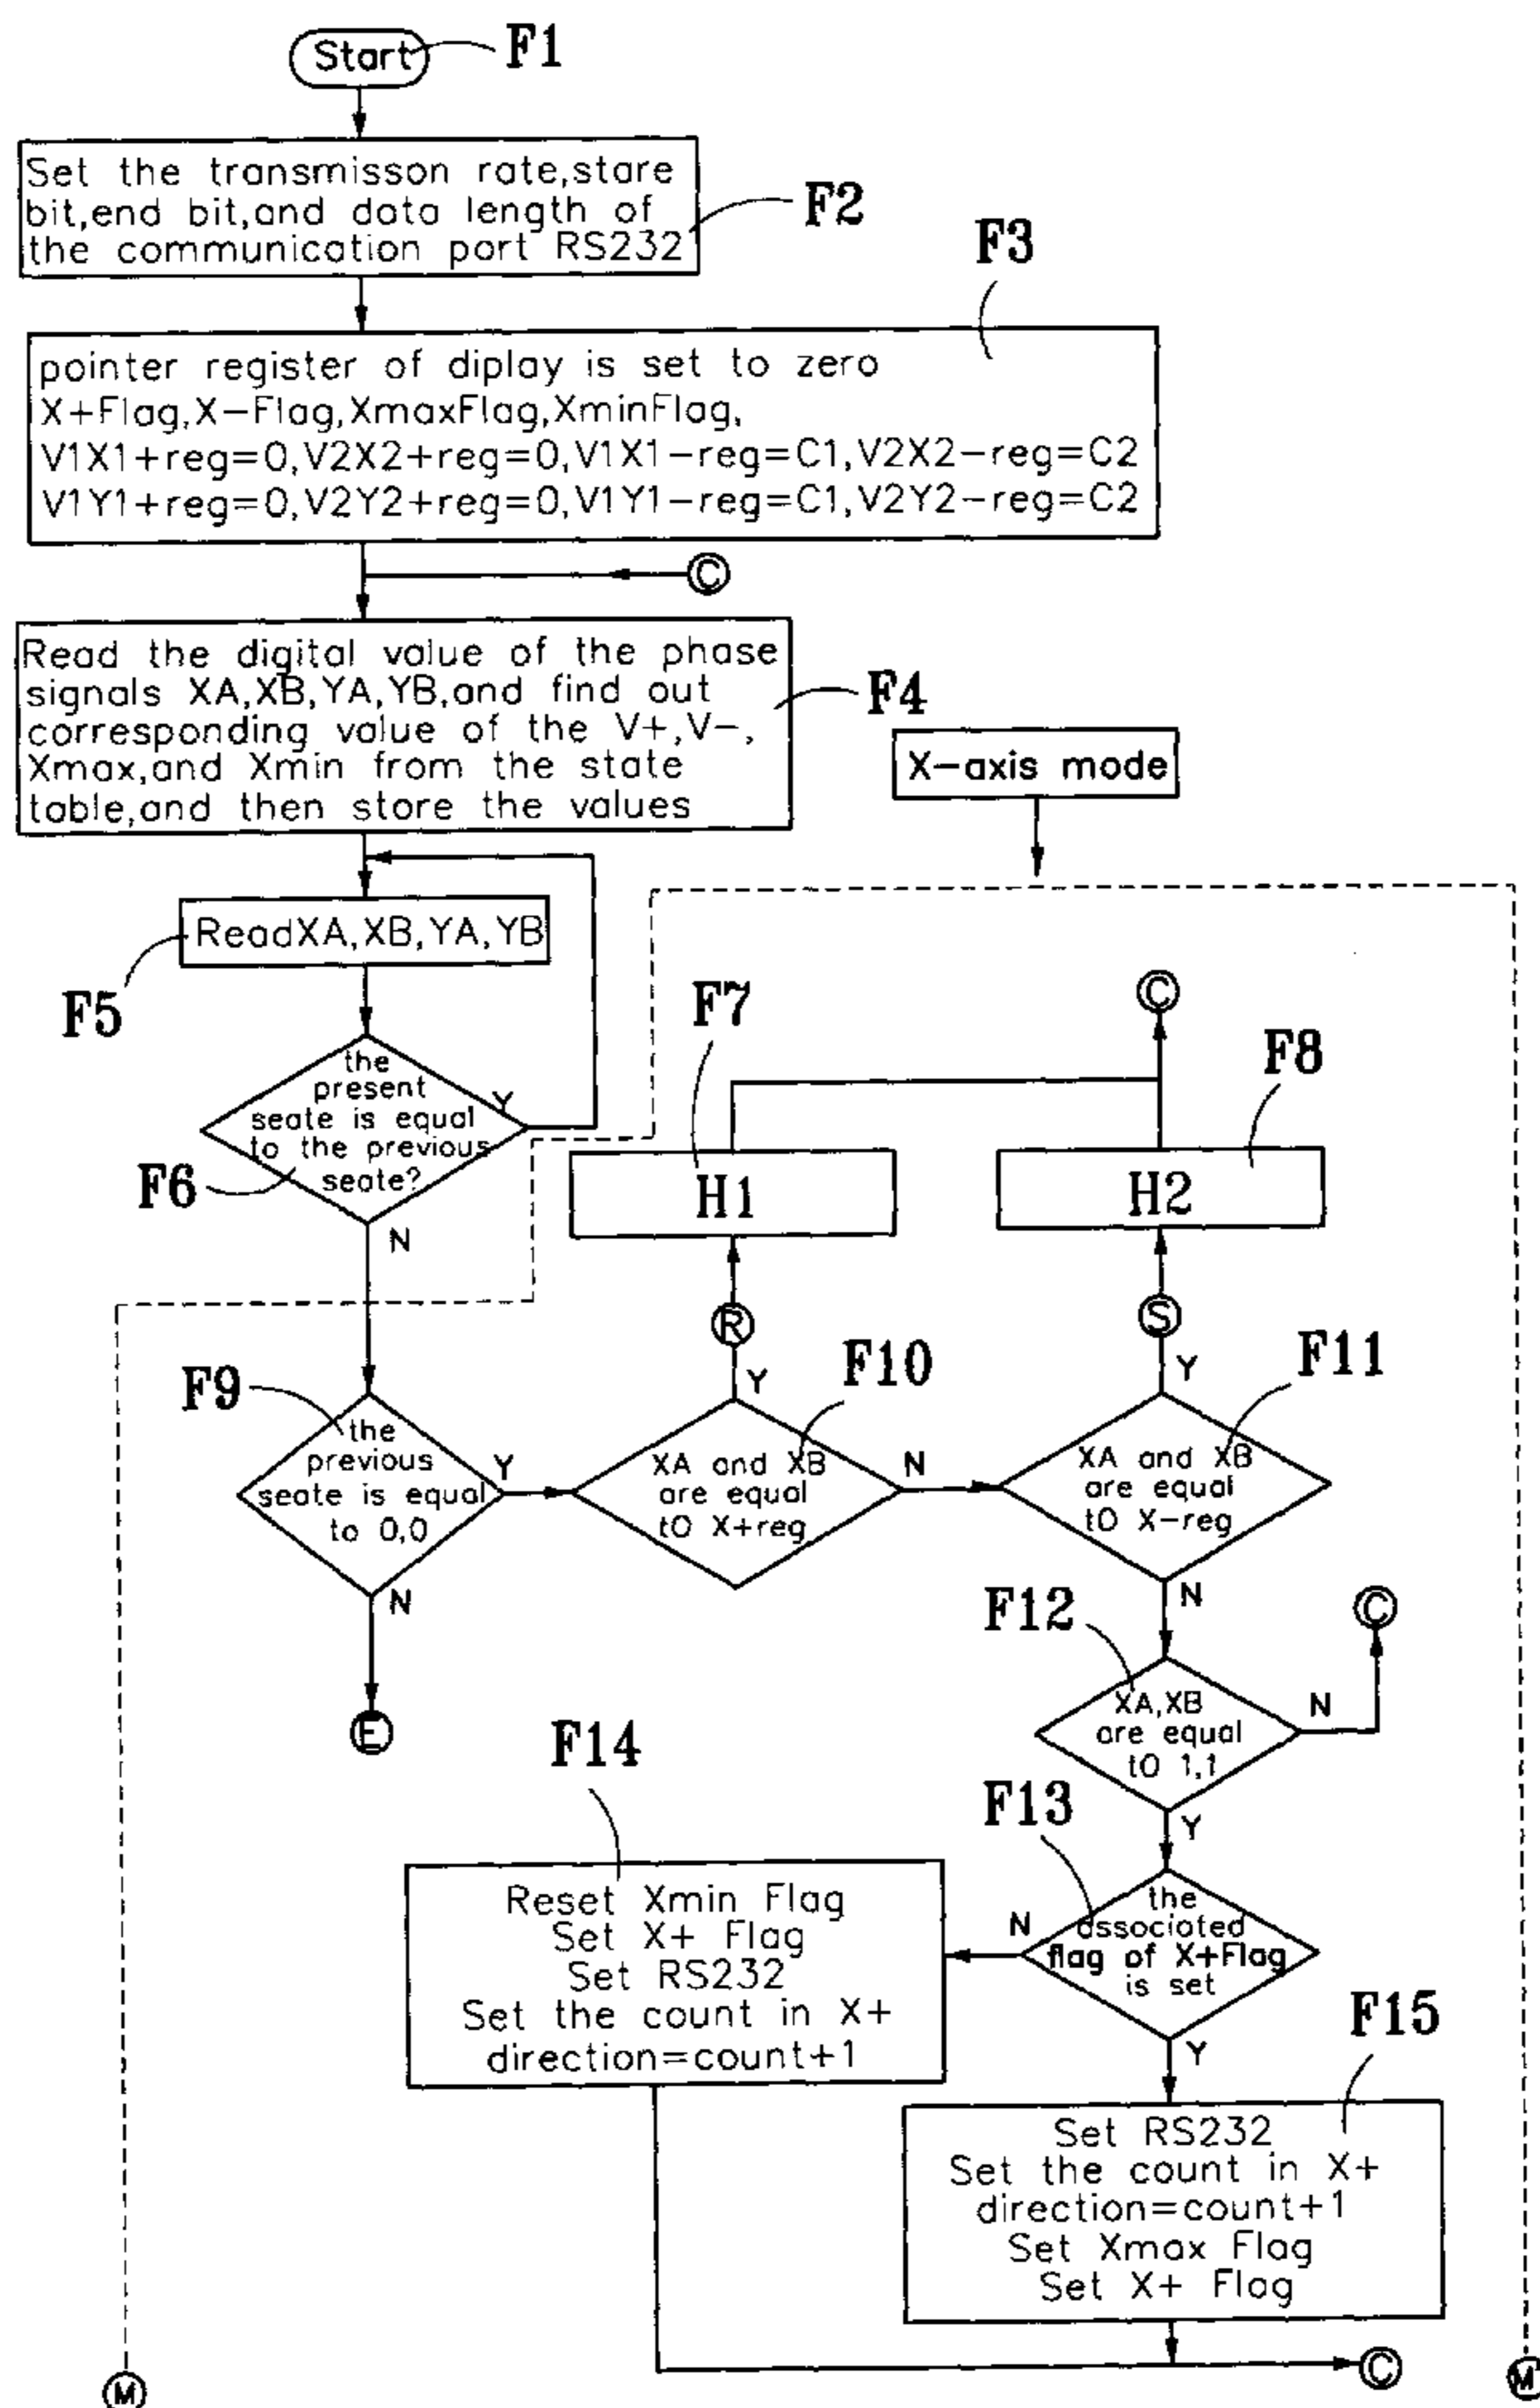 Start
F1
Set the transmisson rate,stare
bit,end bit,and data length of
the communication port RS232
F2
F3
pointer register of diplay is set to zero
X+Flag,X-Flag,XmaxFlag,XminFlag,
V1X1+reg=0,V2X2+reg=0,V1X1-reg=C1,V2X2-reg=C2
V1Y1+reg=0,V2Y2+reg=0,V1Y1-reg=C1,V2Y2-reg=C2
C
Read the digital value of the phase
signals XA,XB,YA,YB,and find out
corresponding value of the V+,V-,
Xmax,and Xmin from the state
table,and then store the values
F4
X-axis mode
ReadXA,XB,YA,YB
F5
the
present
seate is equal
to the previous
seate?
Y
N
F6
F7
H1
C
F8
H2
R
S
F9
the
previous
seate is equal
to 0,0
Y
N
E
F10
Y
XA and XB
are equal
tO X+reg
N
F11
Y
XA and XB
are equal
tO X-reg
N
F12
XA,XB
are equal
tO 1,1
N
C
Y
F13
the
associated
flag of X+Flag
is set
N
Y
F14
Reset Xmin Flag
Set X+ Flag
Set RS232
Set the count in X+
direction=count+1
F15
Set RS232
Set the count in X+
direction=count+1
Set Xmax Flag
Set X+ Flag
C
M
M